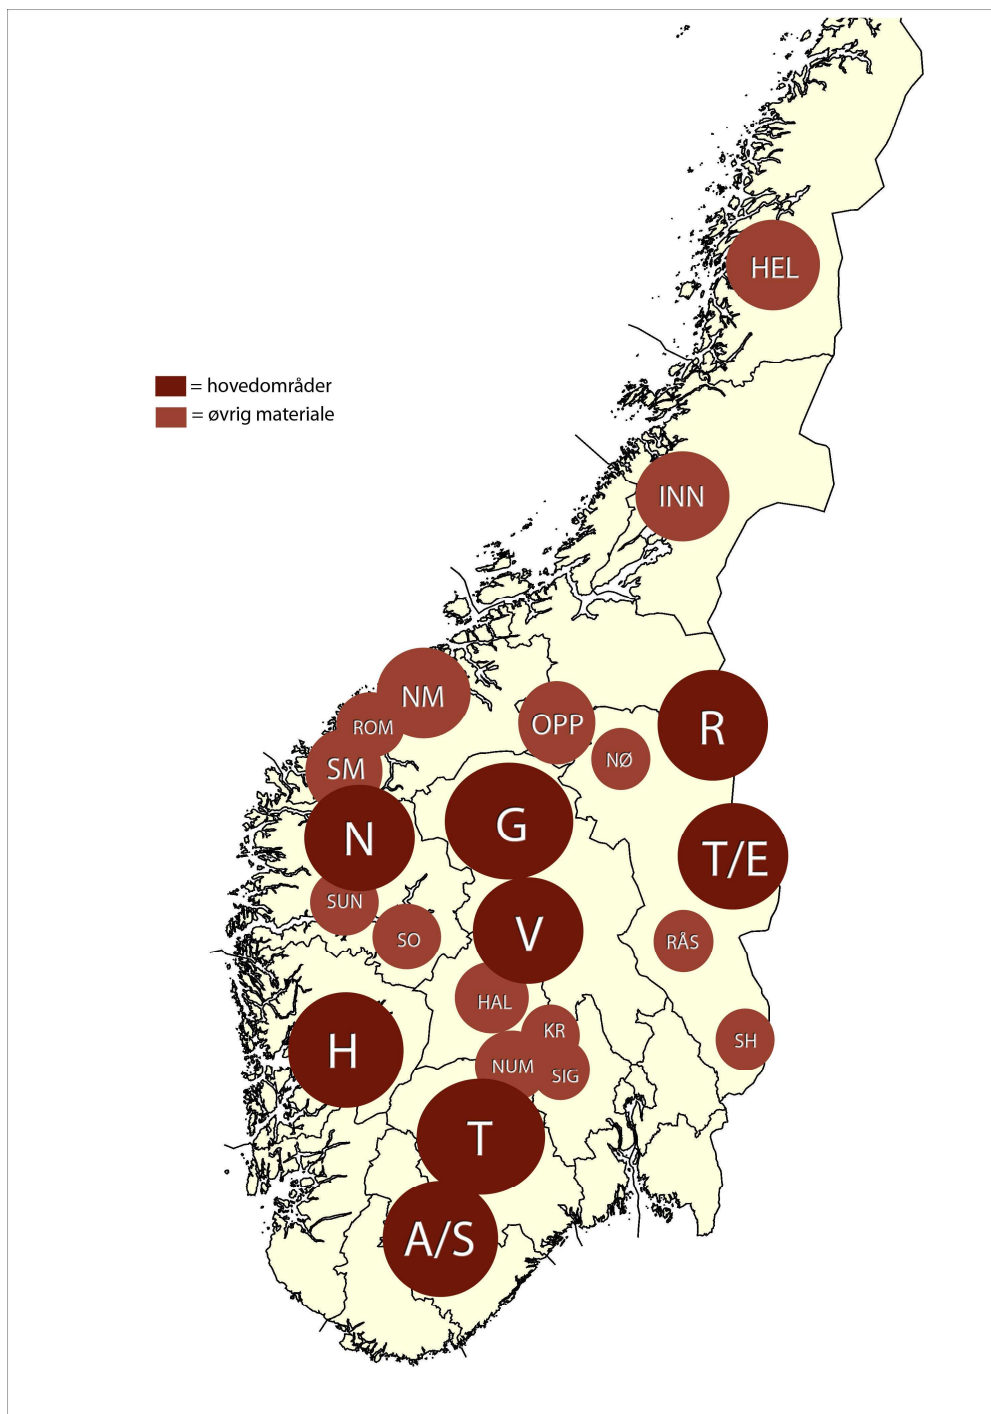 HEL
= hovedområder
= øvrig materiale
INN
NM
ROM
OPP
R
NØ
SM
N
G
T/E
SUN
SO
V
RÅS
HAL
KR
SH
H
NUM
SIG
T
A/S